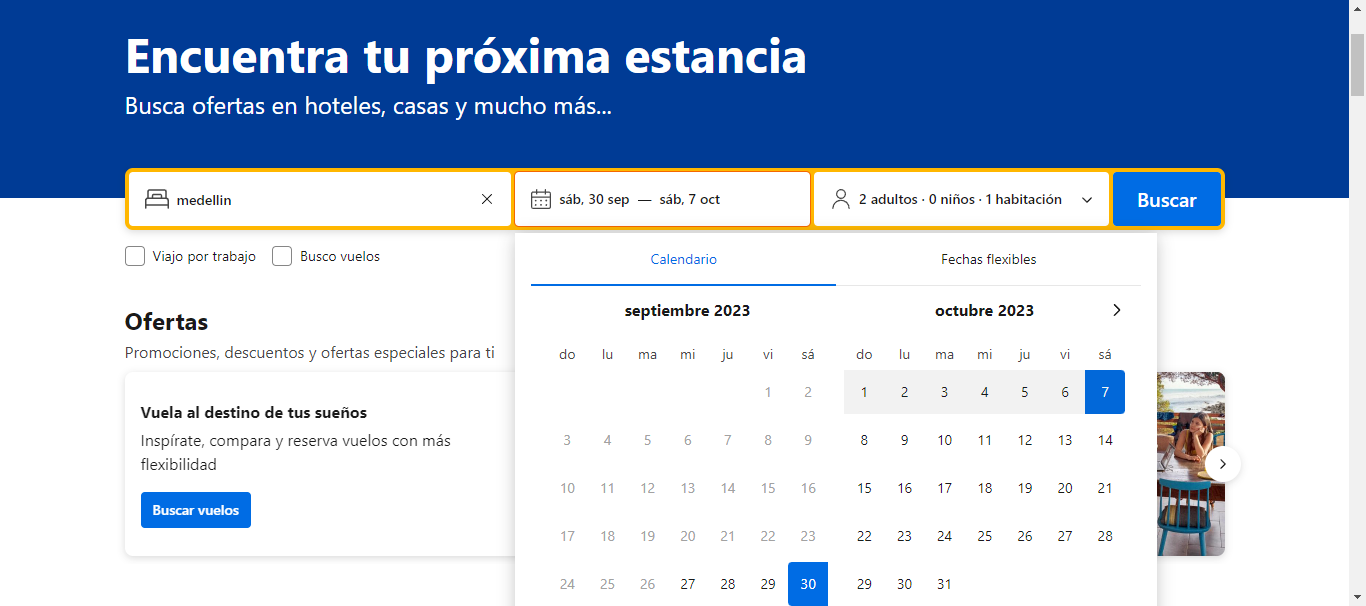 Encuentra tu próxima estancia
Busca ofertas en hoteles, casas y mucho más...
medellin
sáb, 30 sep — sáb, 7 oct
2 adultos · 0 niños · 1 habitación
Buscar
Viajo por trabajo
Busco vuelos
Calendario
Fechas flexibles
septiembre 2023
do lu ma mi ju vi sá
1 2
3 4 5 6 7 8 9
10 11 12 13 14 15 16
17 18 19 20 21 22 23
24 25 26 27 28 29 30
octubre 2023
do lu ma mi ju vi sá
1 2 3 4 5 6 7
8 9 10 11 12 13 14
15 16 17 18 19 20 21
22 23 24 25 26 27 28
29 30 31
Ofertas
Promociones, descuentos y ofertas especiales para ti
Vuela al destino de tus sueños
Inspírate, compara y reserva vuelos con más
flexibilidad
Buscar vuelos